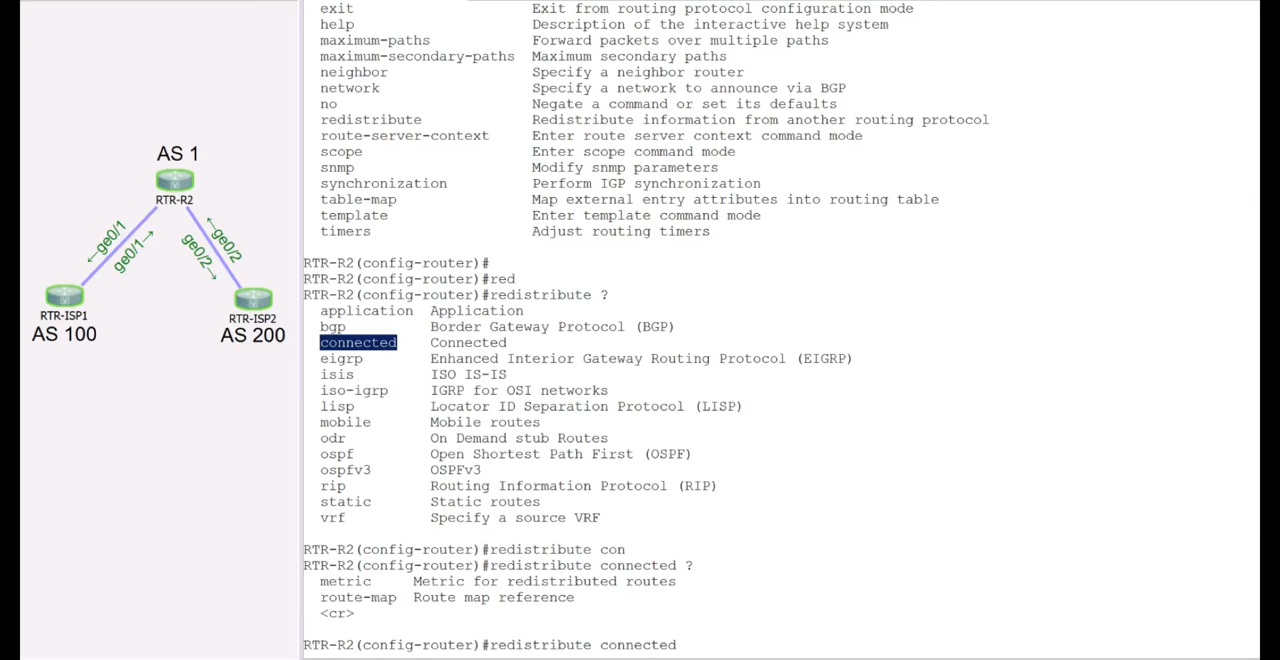 AS 1
RTR-R2
←ge0/1
ge0/1→
←ge0/2
ge0/2→
RTR-ISP1
AS 100
RTR-ISP2
AS 200
exit Exit from routing protocol configuration mode
help Description of the interactive help system
maximum-paths Forward packets over multiple paths
maximum-secondary-paths Maximum secondary paths
neighbor Specify a neighbor router
network Specify a network to announce via BGP
no Negate a command or set its defaults
redistribute Redistribute information from another routing protocol
route-server-context Enter route server context command mode
scope Enter scope command mode
snmp Modify snmp parameters
synchronization Perform IGP synchronization
table-map Map external entry attributes into routing table
template Enter template command mode
timers Adjust routing timers
RTR-R2(config-router)#
RTR-R2(config-router)#red
RTR-R2(config-router)#redistribute ?
application Application
bgp Border Gateway Protocol (BGP)
connected Connected
eigrp Enhanced Interior Gateway Routing Protocol (EIGRP)
isis ISO IS-IS
iso-igrp IGRP for OSI networks
lisp Locator ID Separation Protocol (LISP)
mobile Mobile routes
odr On Demand stub Routes
ospf Open Shortest Path First (OSPF)
ospfv3 OSPFv3
rip Routing Information Protocol (RIP)
static Static routes
vrf Specify a source VRF
RTR-R2(config-router)#redistribute con
RTR-R2(config-router)#redistribute connected ?
metric Metric for redistributed routes
route-map Route map reference
<cr>
RTR-R2(config-router)#redistribute connected